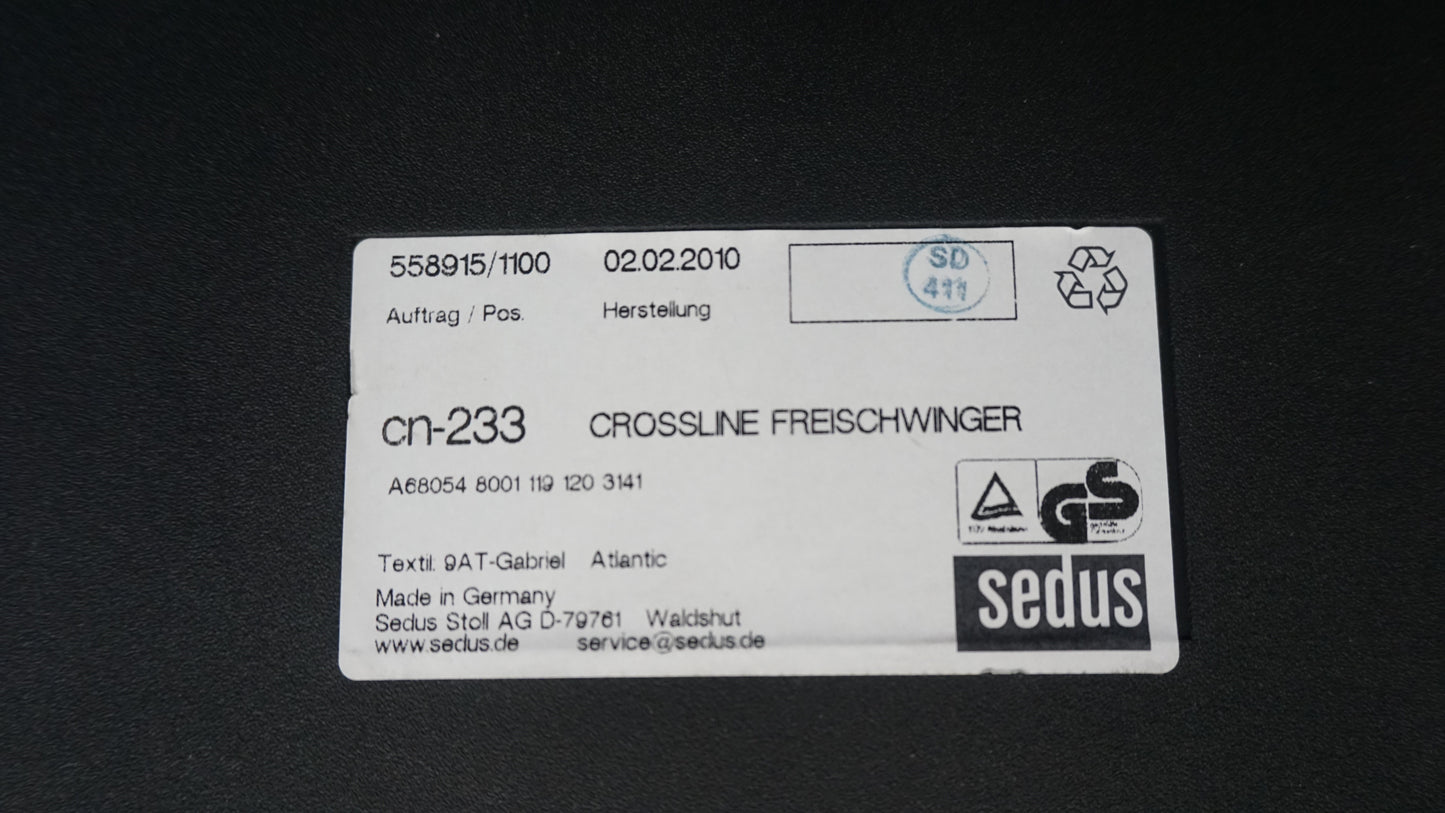 558915/1100 02.02.2010 SD
411
Auftrag / Pos. Herstellung
cn-233 CROSSLINE FREISCHWINGER
A68054 8001 119 120 3141
GS
Textil: 9AT-Gabriel Atlantic
Made in Germany
Sedus Stoll AG D-79761 Waldshut
www.sedus.de service@sedus.de
sedus